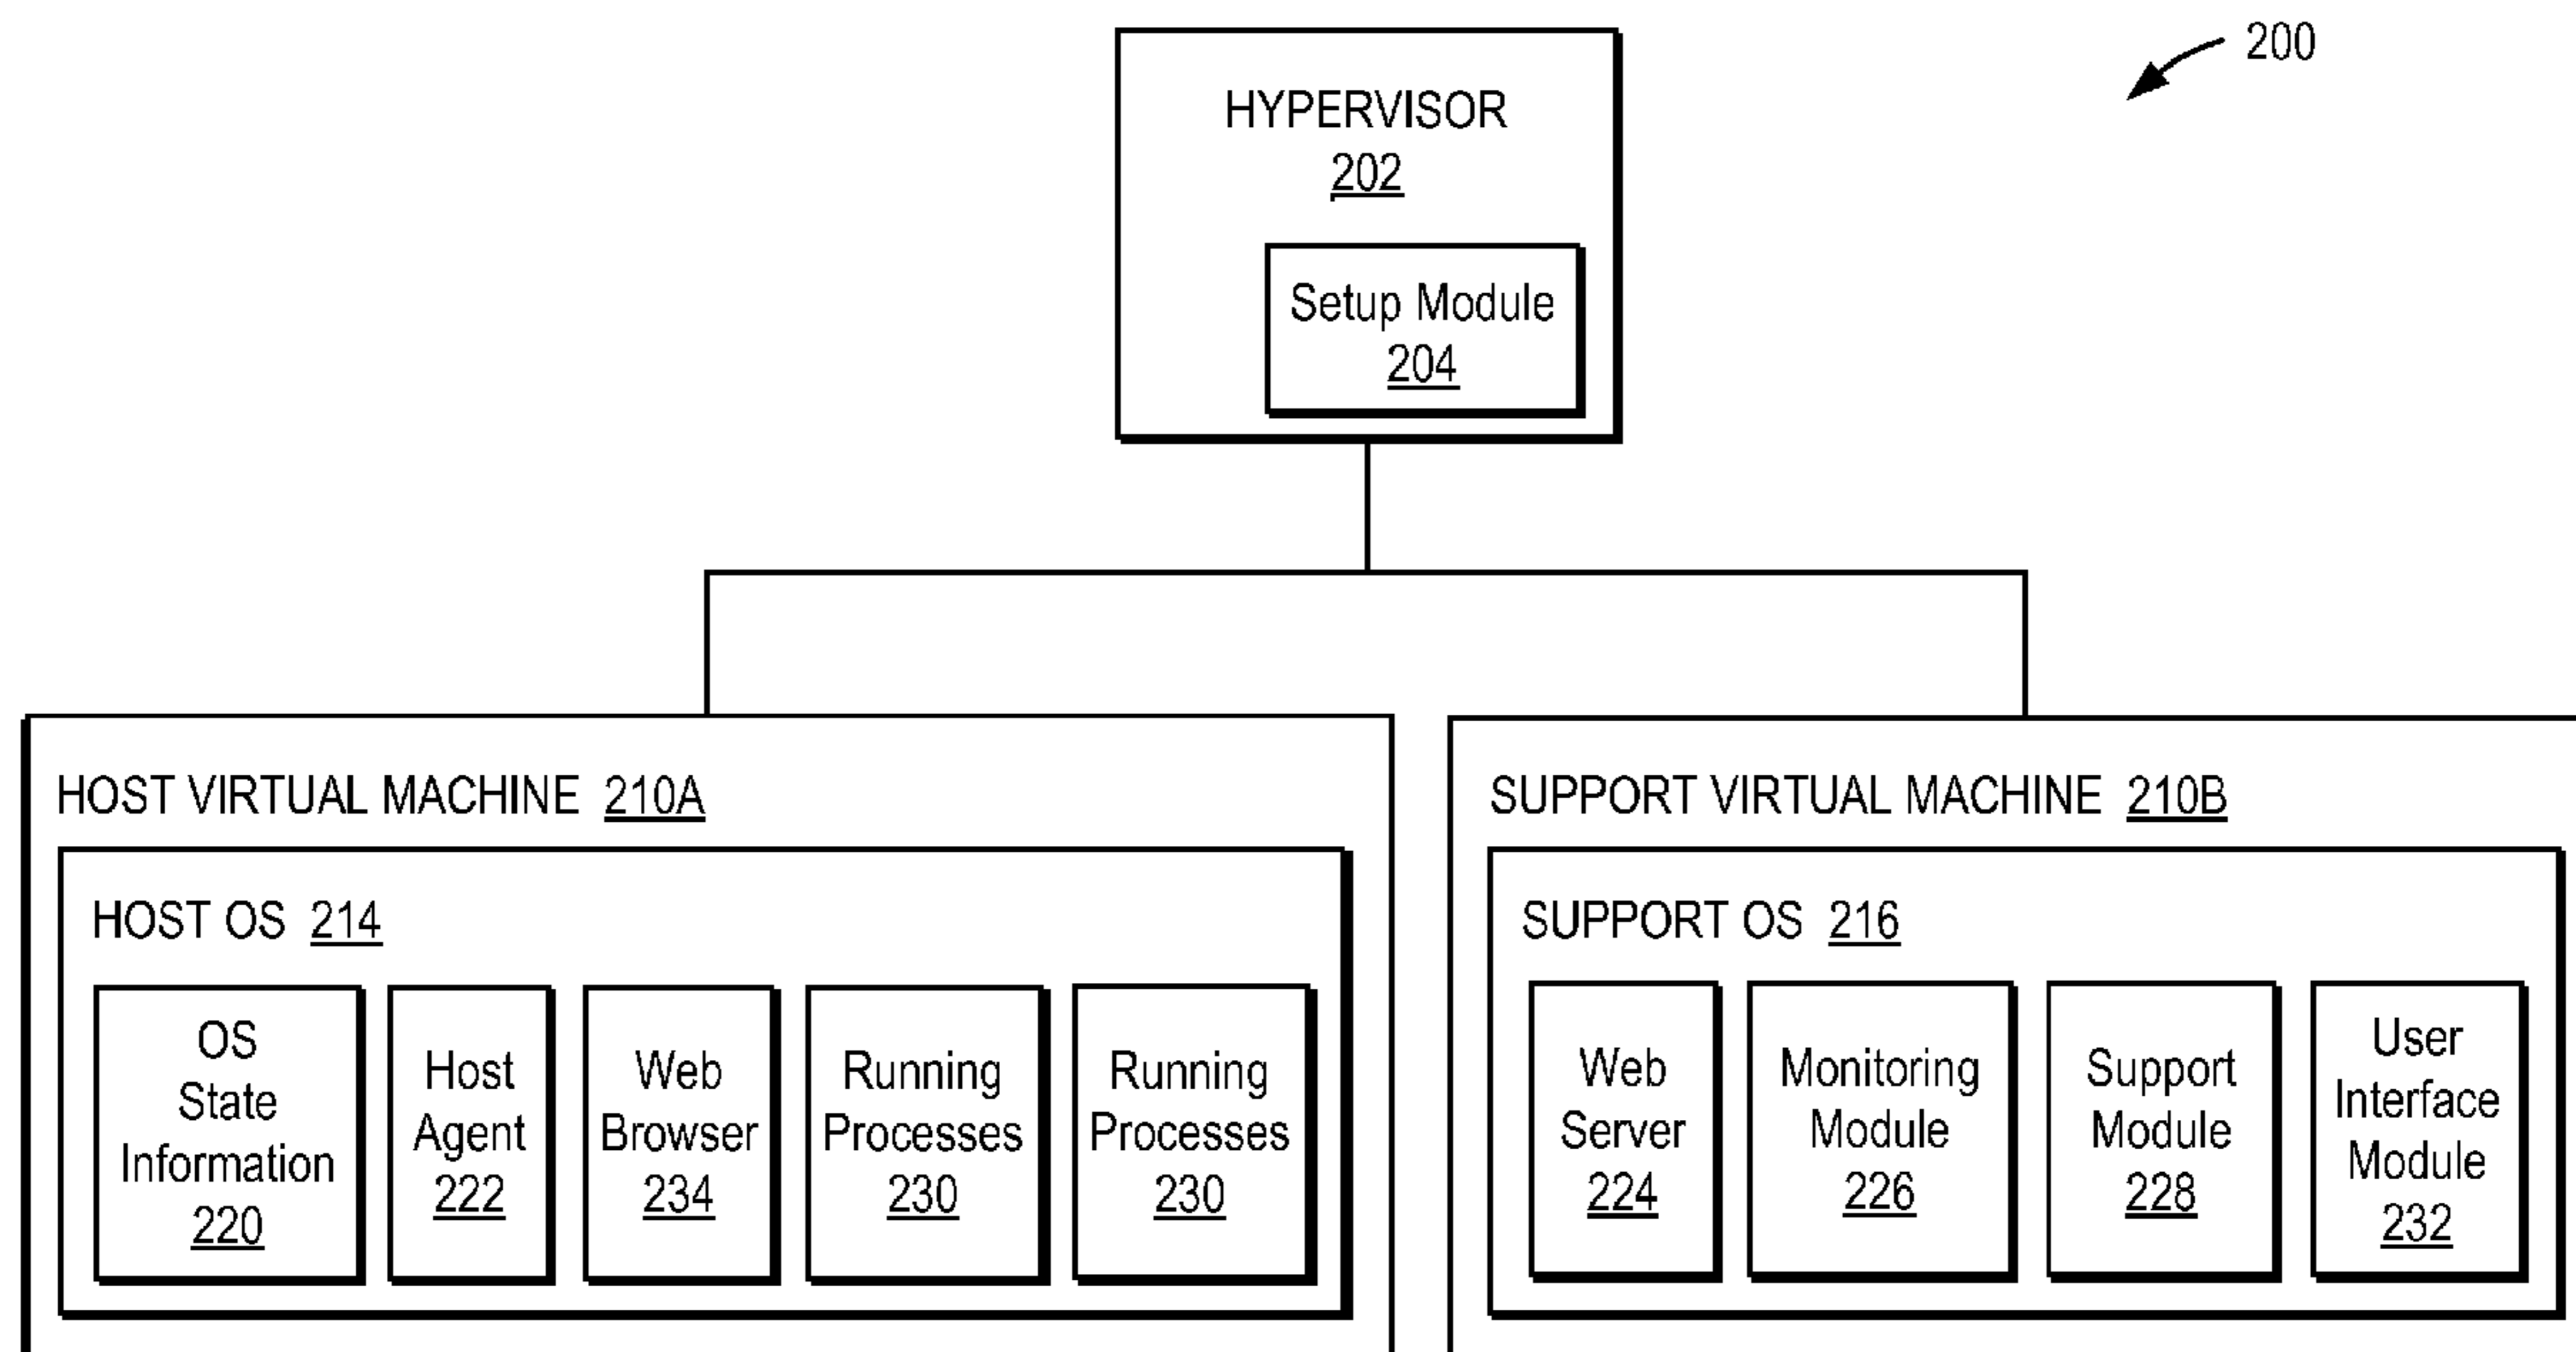 200
HYPERVISOR
202
Setup Module
204
HOST VIRTUAL MACHINE 210A
HOST OS 214
OS
State
Information
220
Host
Agent
222
Web
Browser
234
Running
Processes
230
Running
Processes
230
SUPPORT VIRTUAL MACHINE 210B
SUPPORT OS 216
Web
Server
224
Monitoring
Module
226
Support
Module
228
User
Interface
Module
232